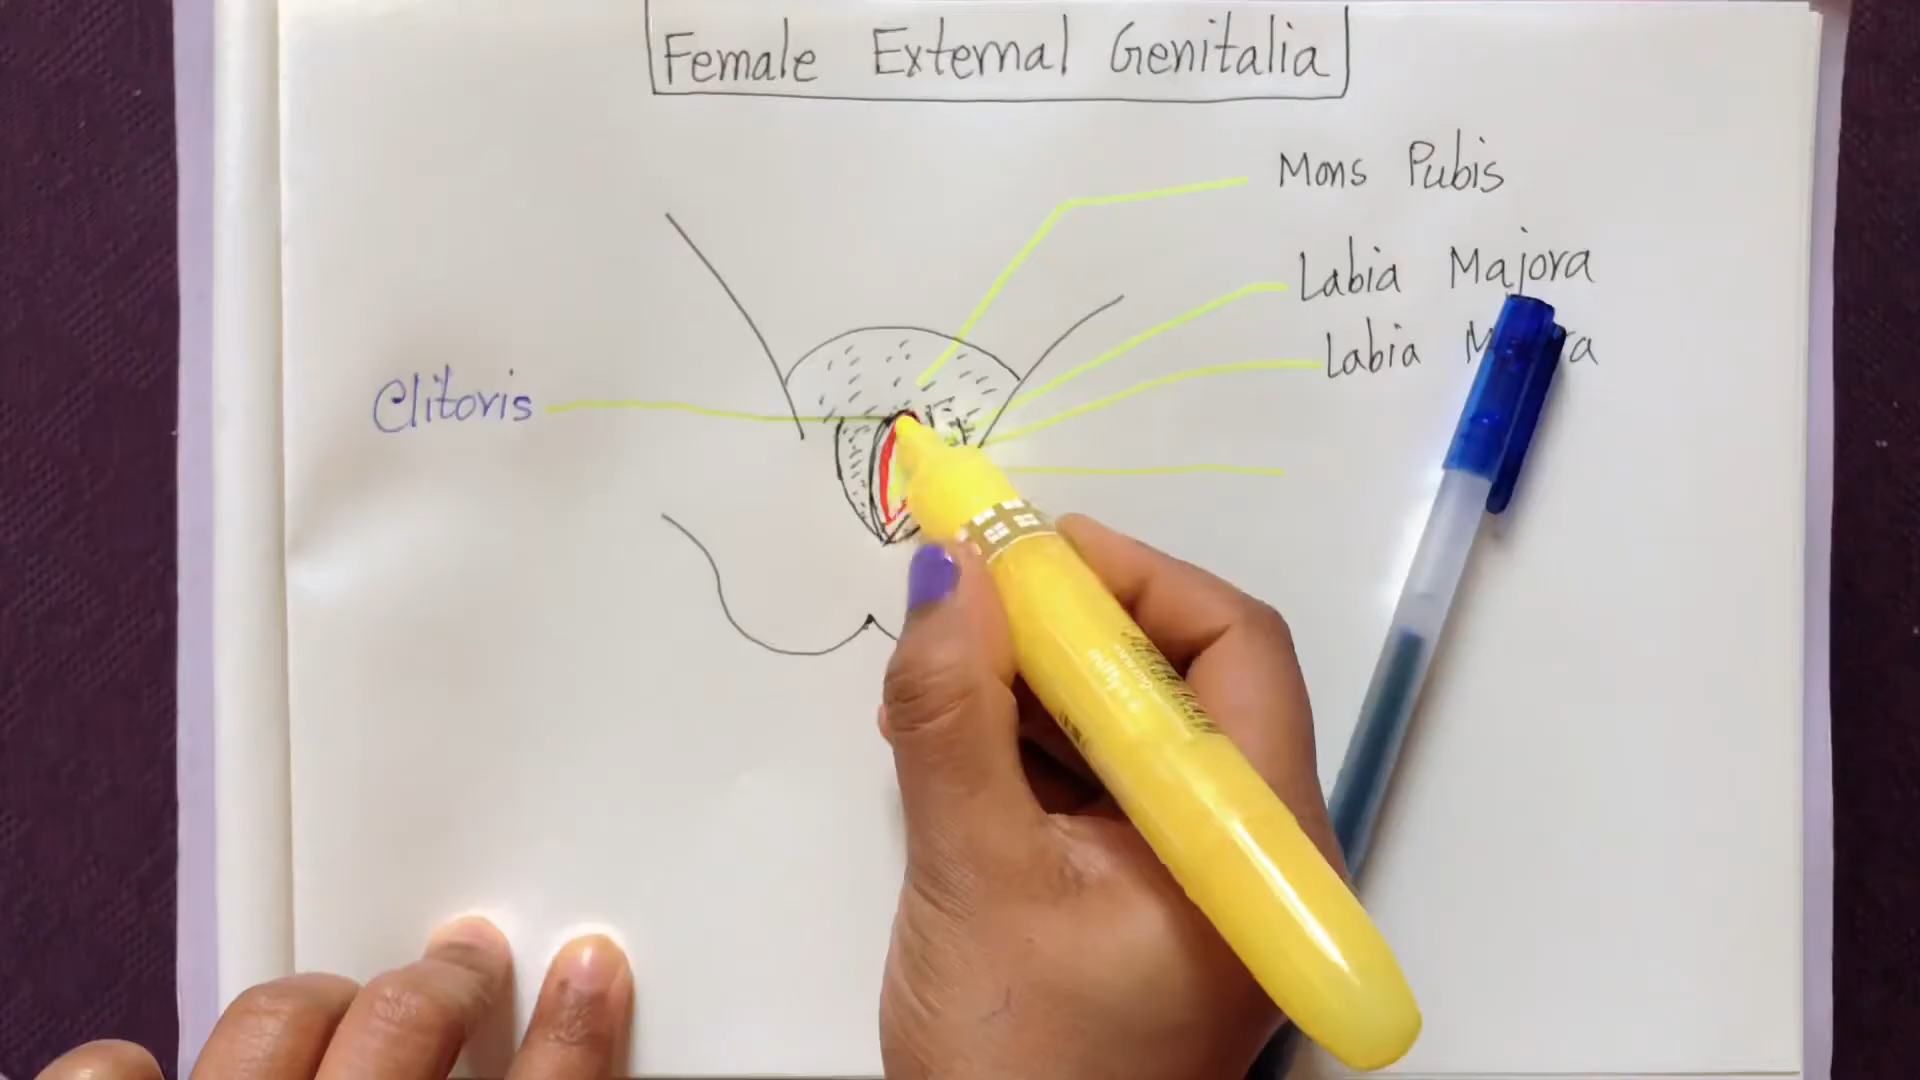 Female External Genitalia
Mons Pubis
Labia Majora
Labia
Clitoris